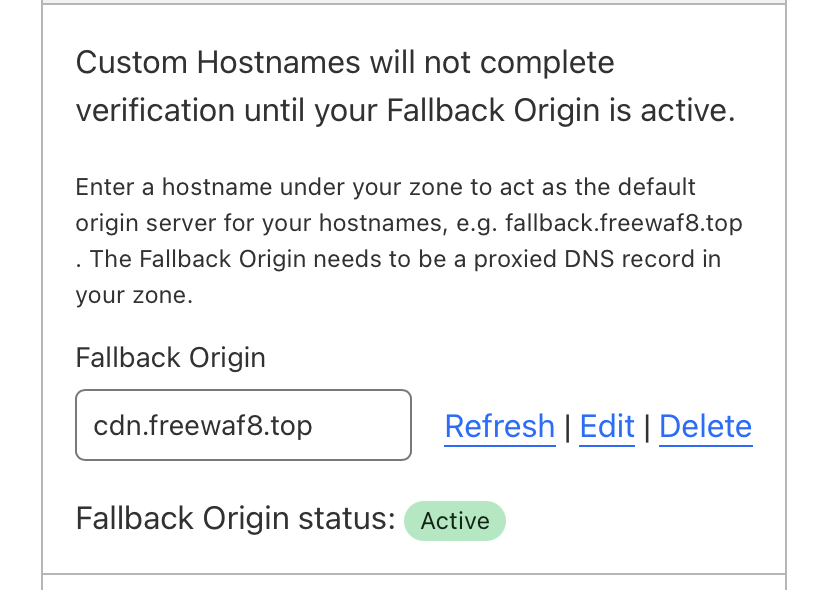 Custom Hostnames will not complete
verification until your Fallback Origin is active.
Enter a hostname under your zone to act as the default
origin server for your hostnames, e.g. fallback.freewaf8.top
. The Fallback Origin needs to be a proxied DNS record in
your zone.
Fallback Origin
cdn.freewaf8.top Refresh | Edit | Delete
Fallback Origin status: Active